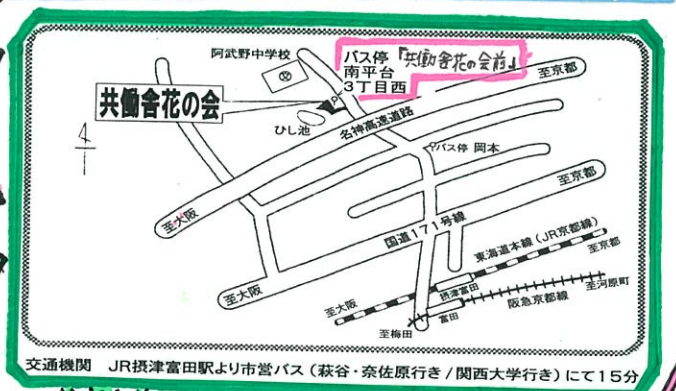 阿武野中学校
バス停『共働舎花の会前』
南平台
3丁目西
至京都
共働舎花の会
ひし池
名神高速道路
バス停 岡本
至大阪
至京都
国道171号線
東海道本線(JR京都線)
至京都
至大阪
至大阪
摂津富田
至河原町
阪急京都線
富田
至梅田
交通機関 JR摂津富田駅より市営バス(萩谷・奈佐原行き/関西大学行き)にて15分